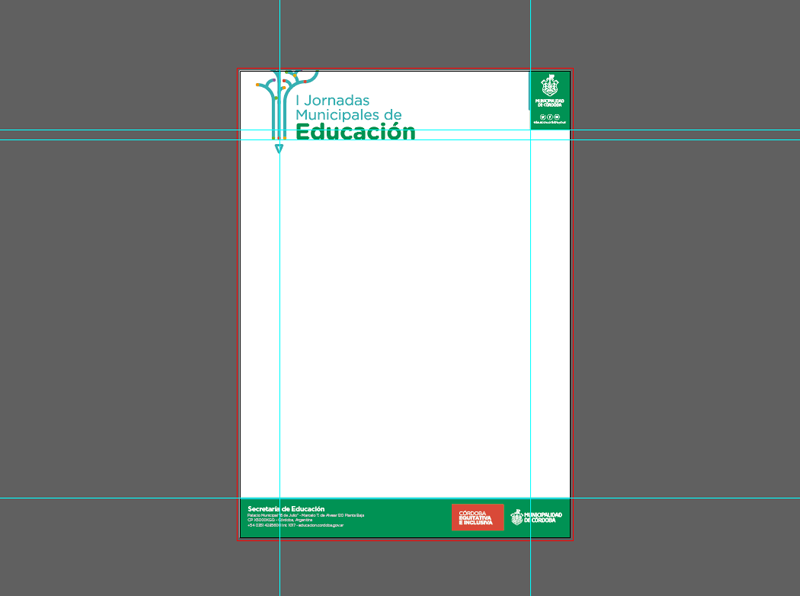 I Jornadas
Municipales de
Educación
MUNICIPALIDAD
DE CÓRDOBA
Secretaría de Educación
Palacio Municipal "6 de Julio" - Marcelo T. de Alvear 120 Planta Baja
Córdoba, Argentina
CÓRDOBA
EQUITATIVA
E INCLUSIVA
MUNICIPALIDAD
DE CÓRDOBA